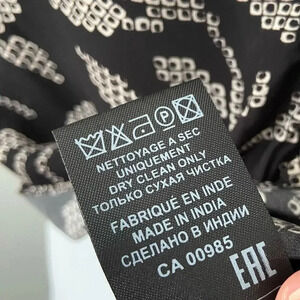 NETTOYAGE A SEC
UNIQUEMENT
DRY CLEAN ONLY
ТОЛЬКО СУХАЯ ЧИСТКА
FABRIQUÉ EN INDE
MADE IN INDIA
СДЕЛАНО В ИНДИИ
CA 00985
EAC